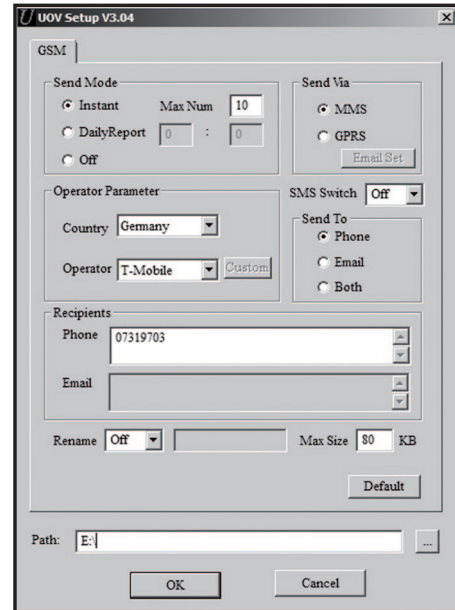 UOV Setup V3.04
GSM
Send Mode
Instant Max Num 10
DailyReport 0 : 0
Off
Send Via
MMS
GPRS
Email Set
Operator Parameter
Country Germany
Operator T-Mobile Custom
SMS Switch Off
Send To
Phone
Email
Both
Recipients
Phone 07319703
Email
Rename Off Max Size 80 KB
Default
Path: E:\ ...
OK Cancel